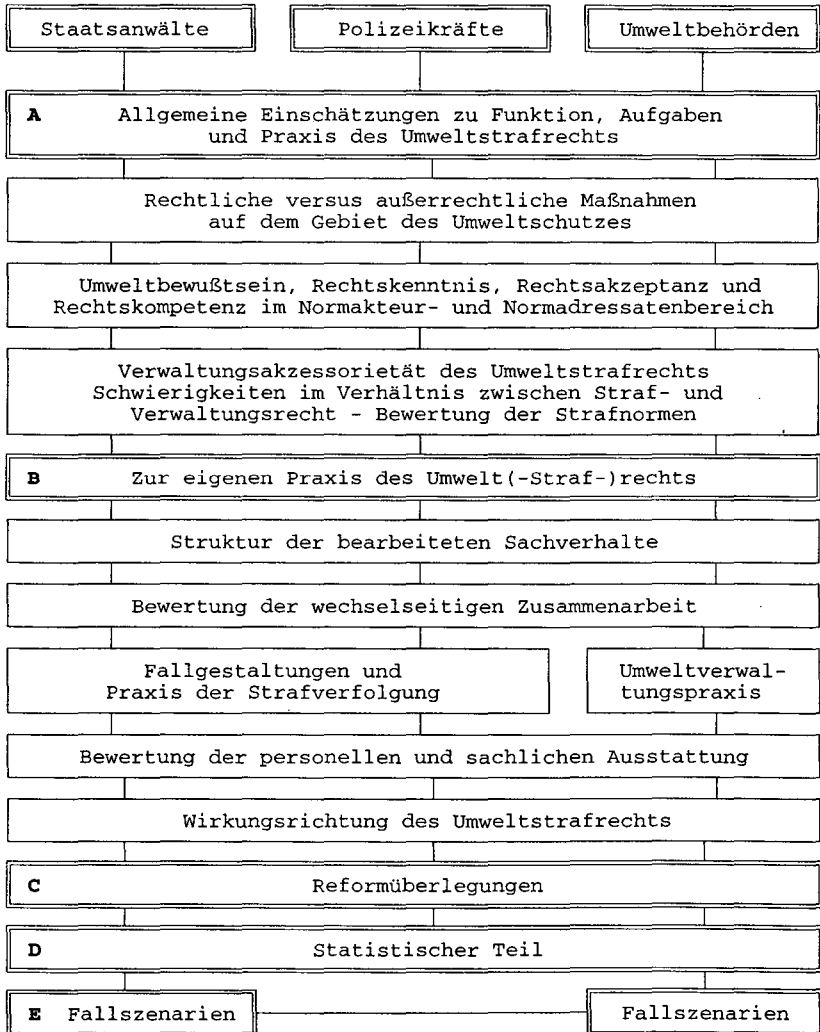 Staatsanwälte
Polizeikräfte
Umweltbehörden
A Allgemeine Einschätzungen zu Funktion, Aufgaben
und Praxis des Umweltstrafrechts
Rechtliche versus außerrechtliche Maßnahmen
auf dem Gebiet des Umweltschutzes
Umweltbewußtsein, Rechtskenntnis, Rechtsakzeptanz und
Rechtskompetenz im Normakteur- und Normadressatenbereich
Verwaltungsakzessorietät des Umweltstrafrechts
Schwierigkeiten im Verhältnis zwischen Straf- und
Verwaltungsrecht - Bewertung der Strafnormen
B Zur eigenen Praxis des Umwelt(-Straf-)rechts
Struktur der bearbeiteten Sachverhalte
Bewertung der wechselseitigen Zusammenarbeit
Fallgestaltungen und
Praxis der Strafverfolgung
Umweltverwal-
tungspraxis
Bewertung der personellen und sachlichen Ausstattung
Wirkungsrichtung des Umweltstrafrechts
C Reformüberlegungen
D Statistischer Teil
E Fallszenarien
Fallszenarien